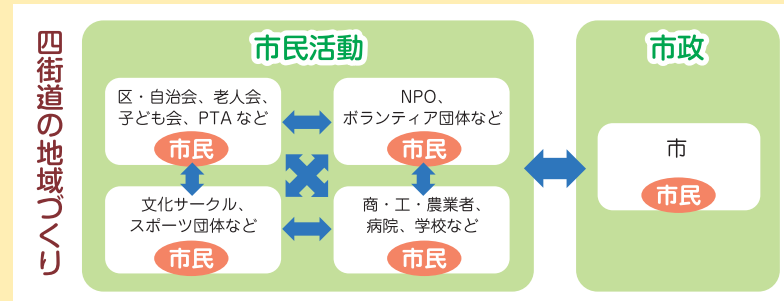 四街道の地域づくり
市民活動
区・自治会、老人会、
子ども会、PTAなど
市民
NPO、
ボランティア団体など
市民
文化サークル、
スポーツ団体など
市民
商・工・農業者、
病院、学校など
市民
市政
市
市民